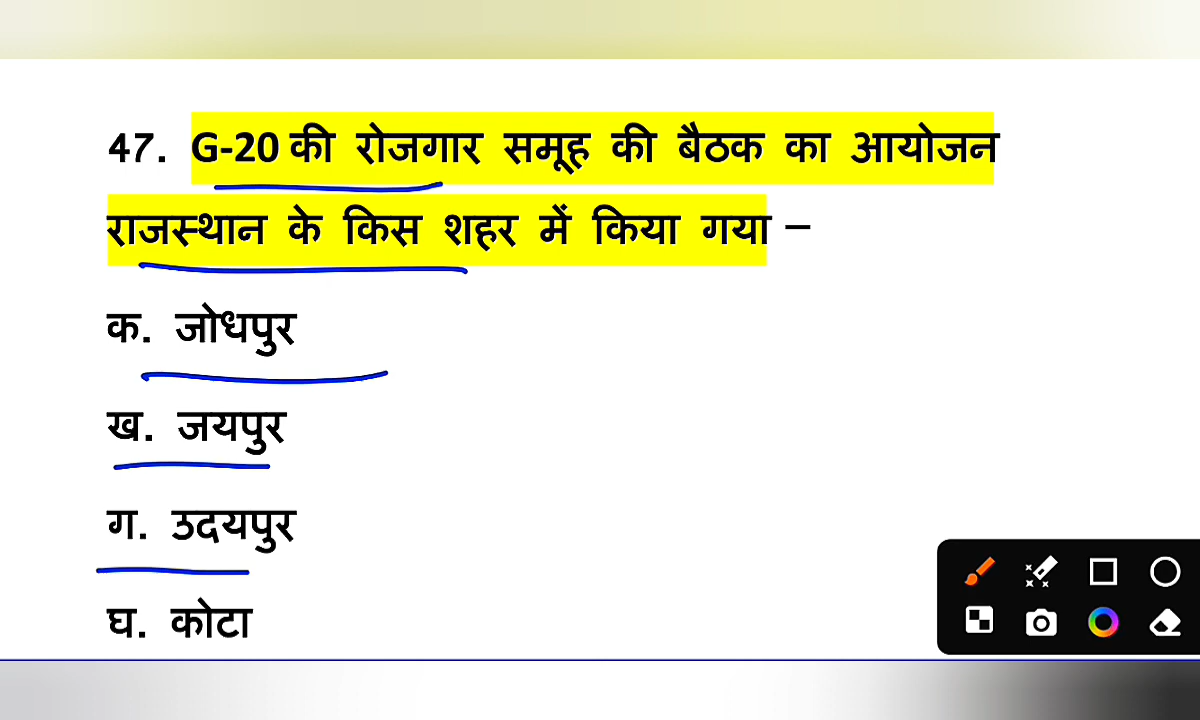 47. G-20 की रोजगार समूह की बैठक का आयोजन
राजस्थान के किस शहर में किया गया –
क. जोधपुर
ख. जयपुर
ग. उदयपुर
घ. कोटा